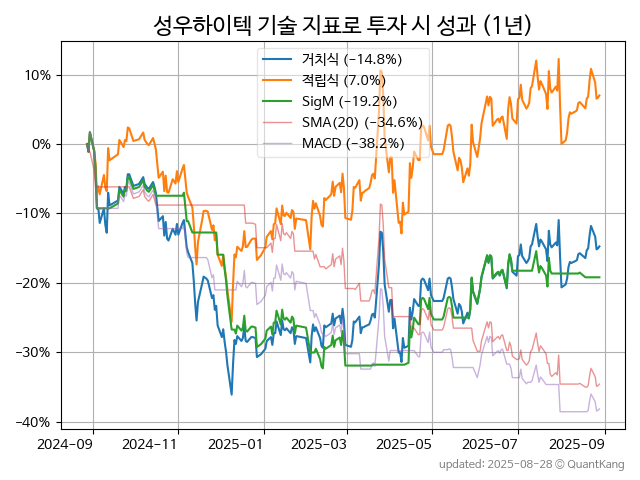 성우하이텍 기술 지표로 투자 시 성과 (1년)
거치식 (−14.8%)
적립식 (7.0%)
SigM (−19.2%)
SMA(20) (−34.6%)
MACD (−38.2%)
10%
0%
−10%
−20%
−30%
−40%
2024-09
2024-11
2025-01
2025-03
2025-05
2025-07
2025-09
updated: 2025-08-28 © QuantKang